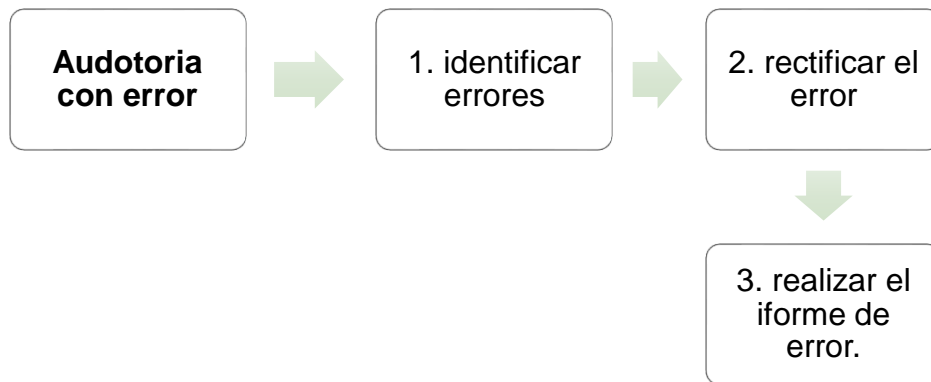 Audotoria
con error
1. identificar
errores
2. rectificar el
error
3. realizar el
iforme de
error.